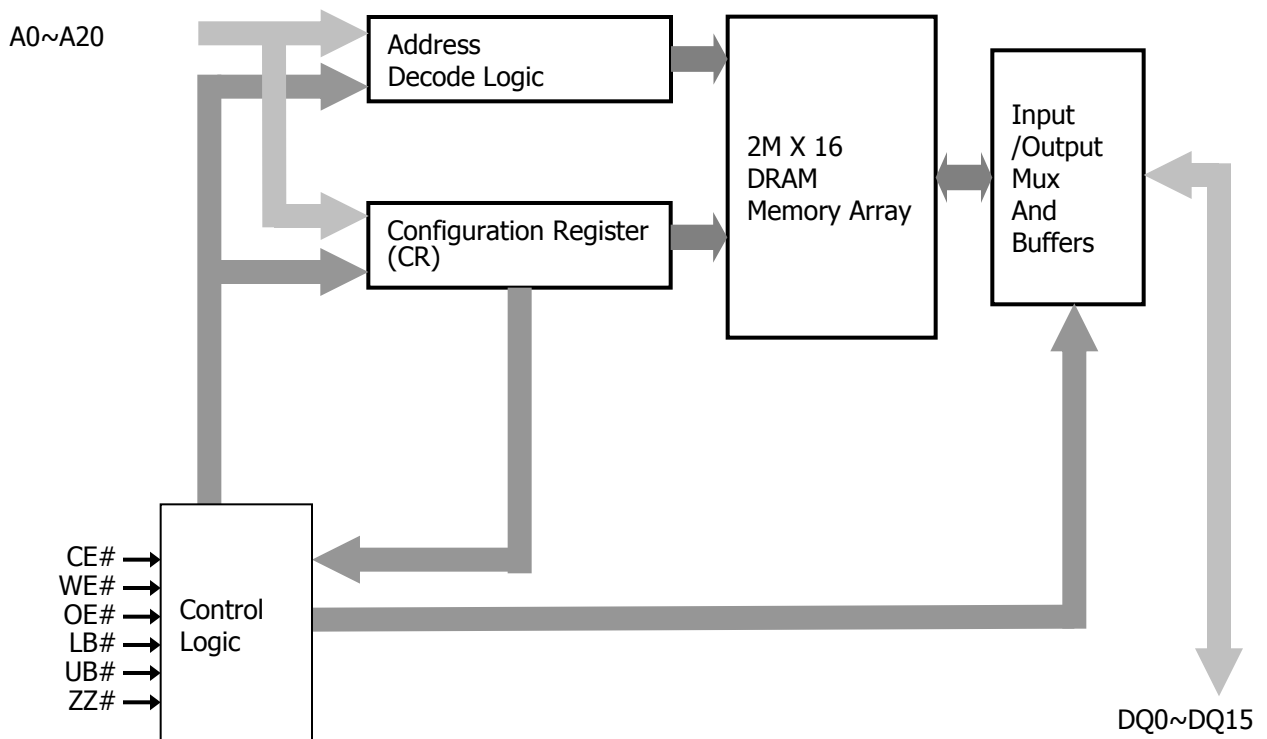 A0~A20
Address
Decode Logic
Configuration Register
(CR)
2M X 16
DRAM
Memory Array
Input
/Output
Mux
And
Buffers
CE#
WE#
OE#
LB#
UB#
ZZ#
Control
Logic
DQ0~DQ15